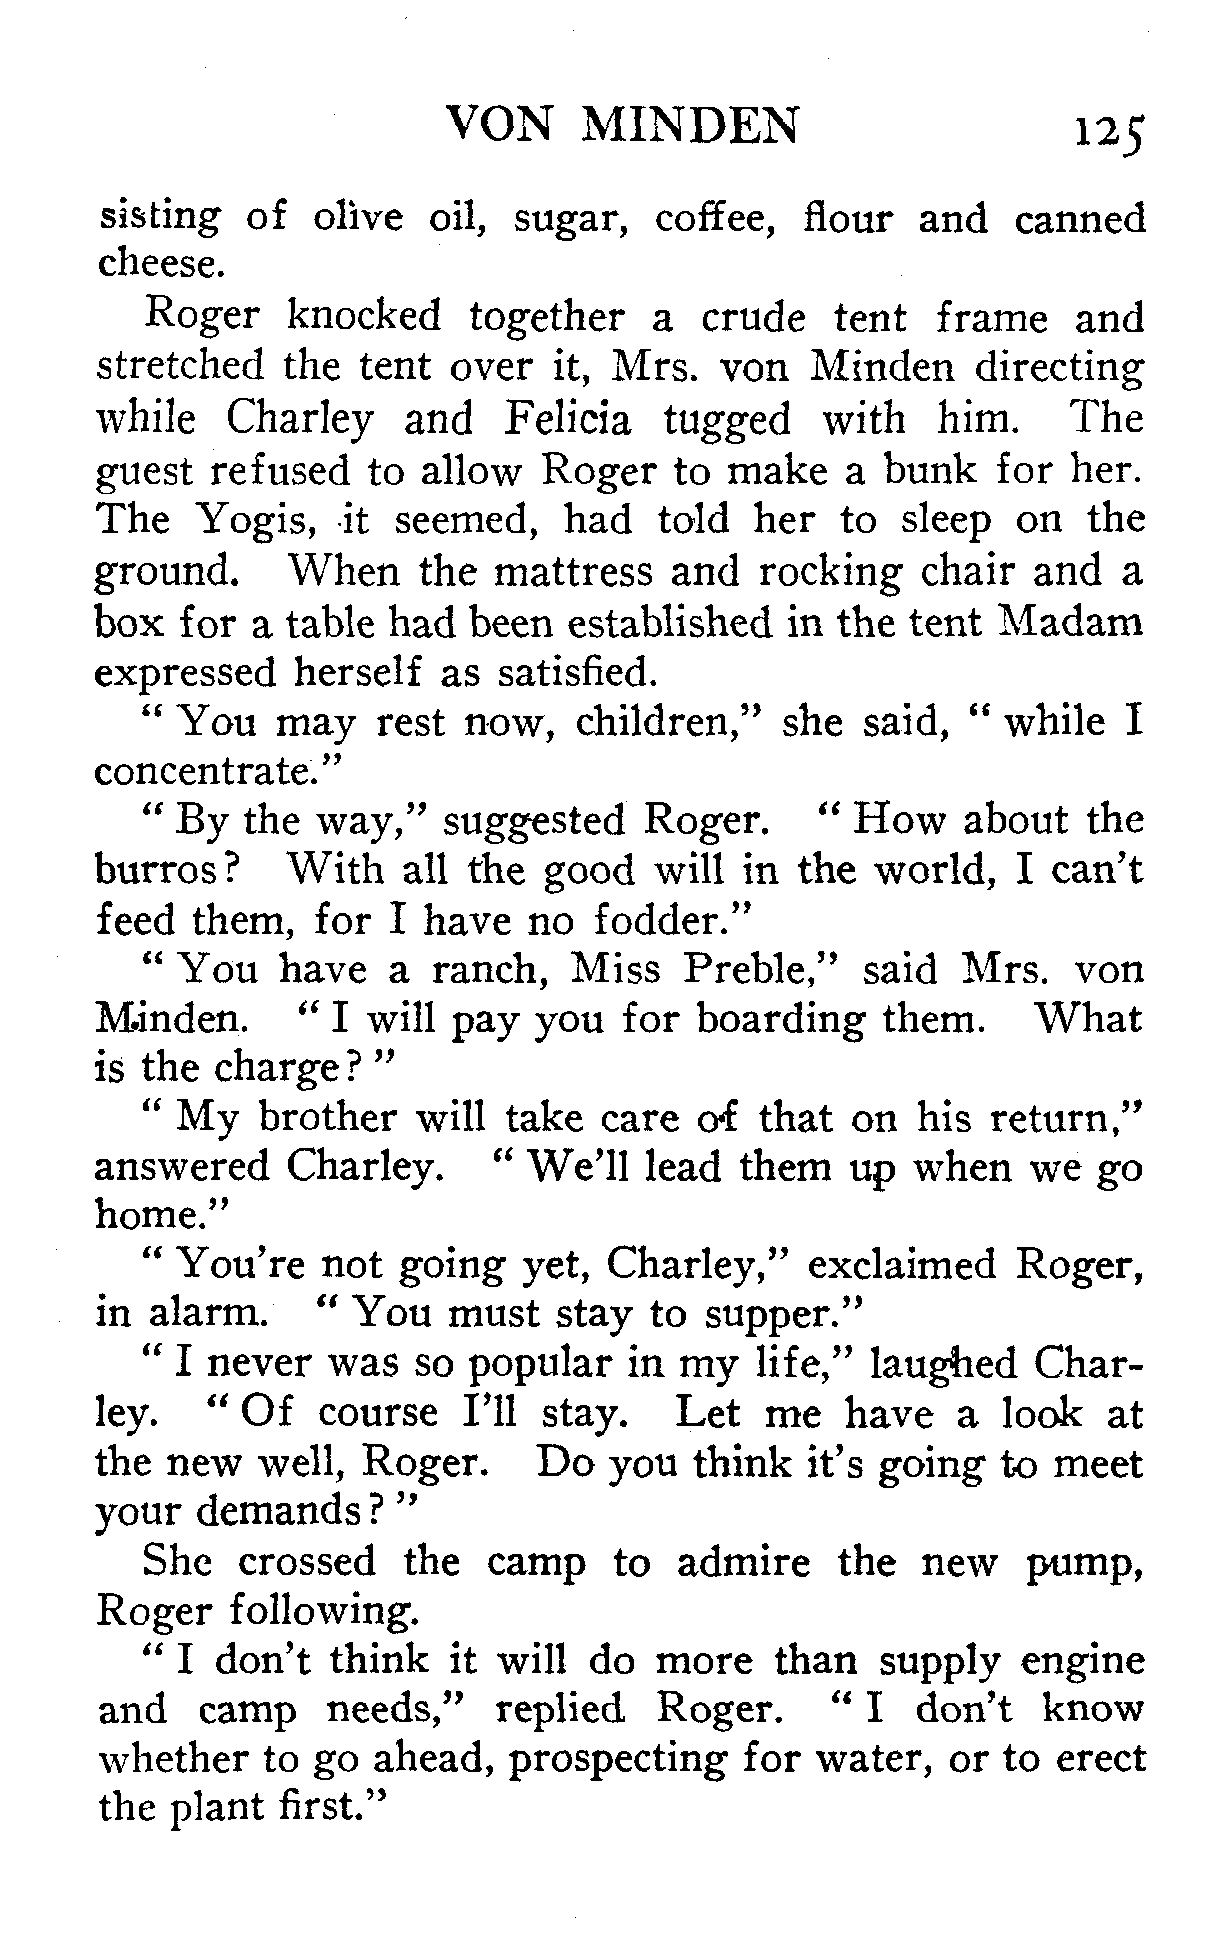 VON MINDEN 125
sisting of olive oil, sugar, coffee, flour and canned
cheese.
Roger knocked together a crude tent frame and
stretched the tent over it, Mrs. von Minden directing
while Charley and Felicia tugged with him. The
guest refused to allow Roger to make a bunk for her.
The Yogis, it seemed, had told her to sleep on the
ground. When the mattress and rocking chair and a
box for a table had been established in the tent Madam
expressed herself as satisfied.
" You may rest now, children," she said, " while I
concentrate."
" By the way," suggested Roger. " How about the
burros? With all the good will in the world, I can't
feed them, for I have no fodder."
" You have a ranch, Miss Preble," said Mrs. von
Minden. " I will pay you for boarding them. What
is the charge? "
" My brother will take care of that on his return,"
answered Charley. " We'll lead them up when we go
home."
" You're not going yet, Charley," exclaimed Roger,
in alarm. " You must stay to supper."
" I never was so popular in my life," laughed Char-
ley. " Of course I'll stay. Let me have a look at
the new well, Roger. Do you think it's going to meet
your demands? "
She crossed the camp to admire the new pump,
Roger following.
" I don't think it will do more than supply engine
and camp needs," replied Roger. " I don't know
whether to go ahead, prospecting for water, or to erect
the plant first."